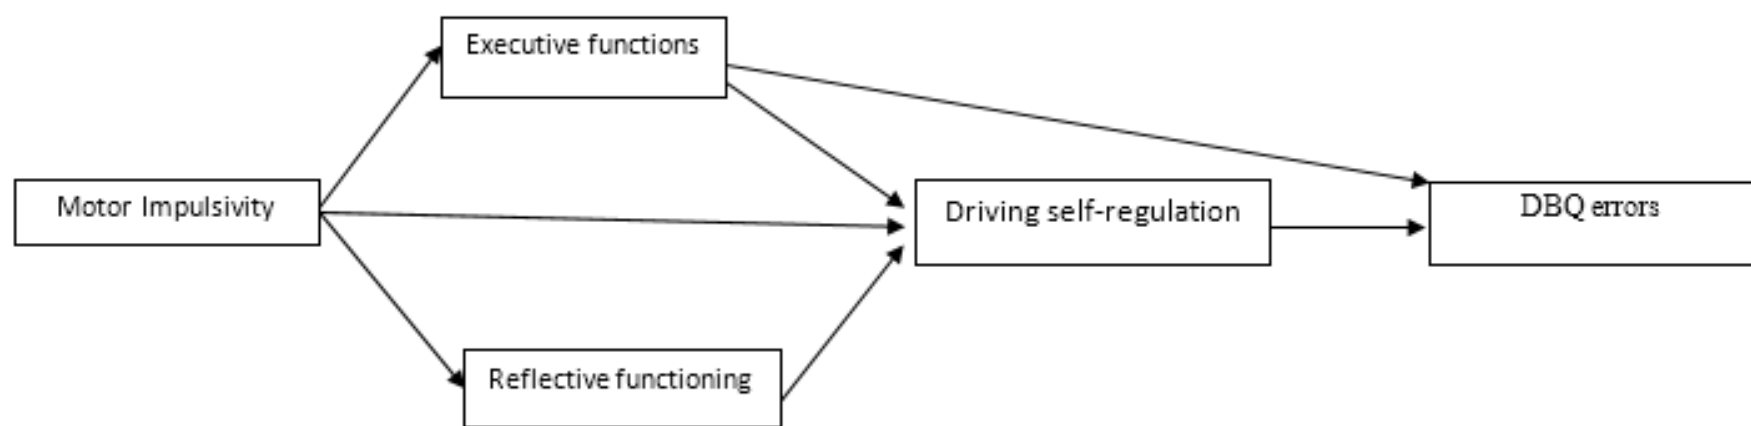 Executive functions
Motor Impulsivity
Driving self-regulation
DBQ errors
Reflective functioning